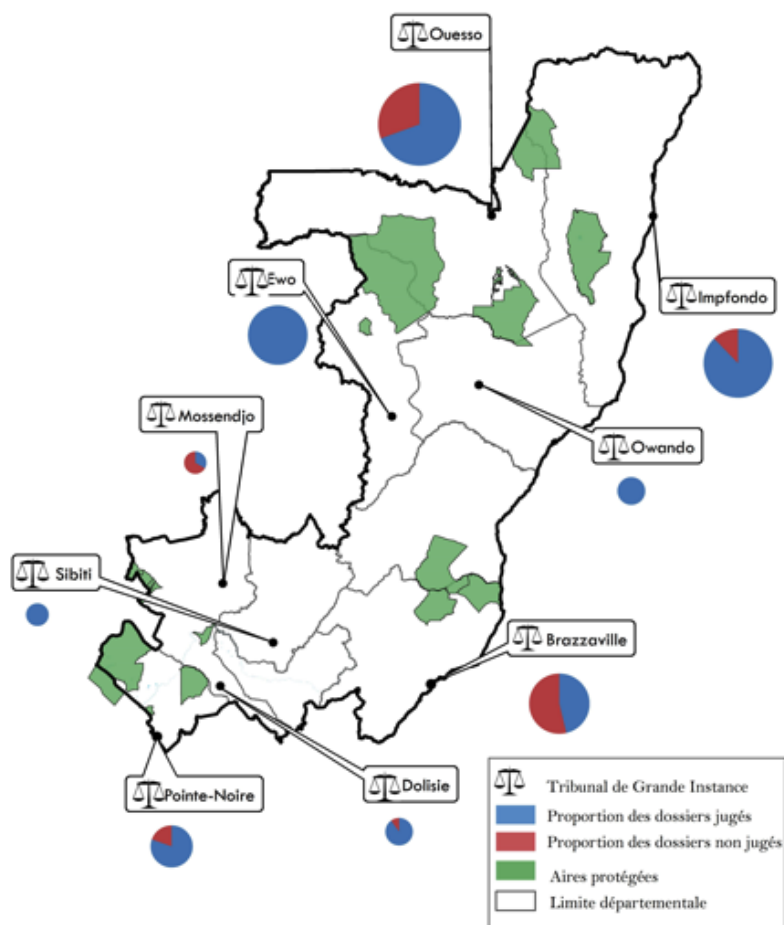 Ouesso
Ewo
Impfondo
Mossendjo
Owando
Sibiti
Brazzaville
Pointe-Noire
Dolisie
Tribunal de Grande Instance
Proportion des dossiers jugés
Proportion des dossiers non jugés
Aires protégées
Limite départementale